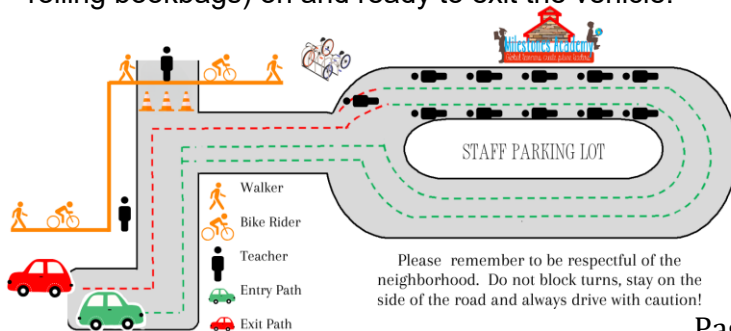 rolling bookbags) on and ready to exit the vehicle.
Milestones Academy
STAFF PARKING LOT
Walker
Bike Rider
Teacher
Entry Path
Exit Path
Please remember to be respectful of the
neighborhood. Do not block turns, stay on the
side of the road and always drive with caution!
Pas